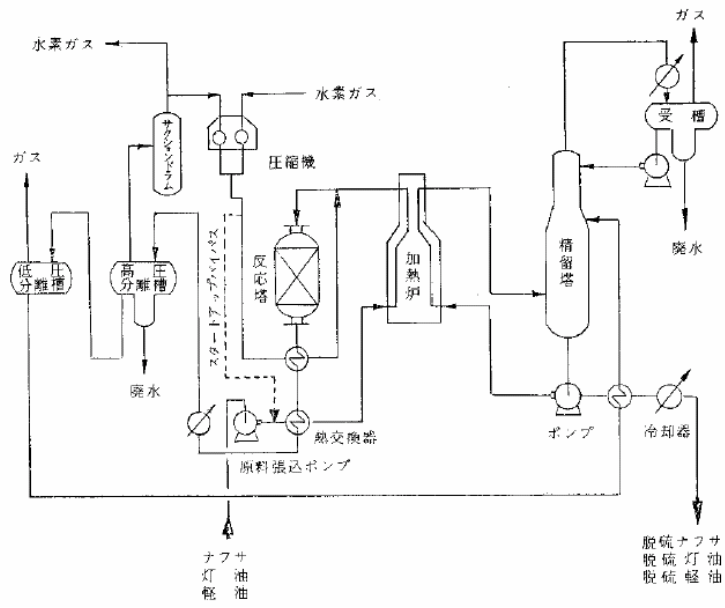 ガス
水素ガス
水素ガス
受槽
サクションドラム
圧縮機
ガス
廃水
低圧
分離槽
高圧
分離槽
反応塔
加熱炉
精留塔
スタートアップバイパス
廃水
熱交換器
ポンプ
冷却器
原料張込ポンプ
ナフサ
灯油
軽油
脱硫ナフサ
脱硫灯油
脱硫軽油